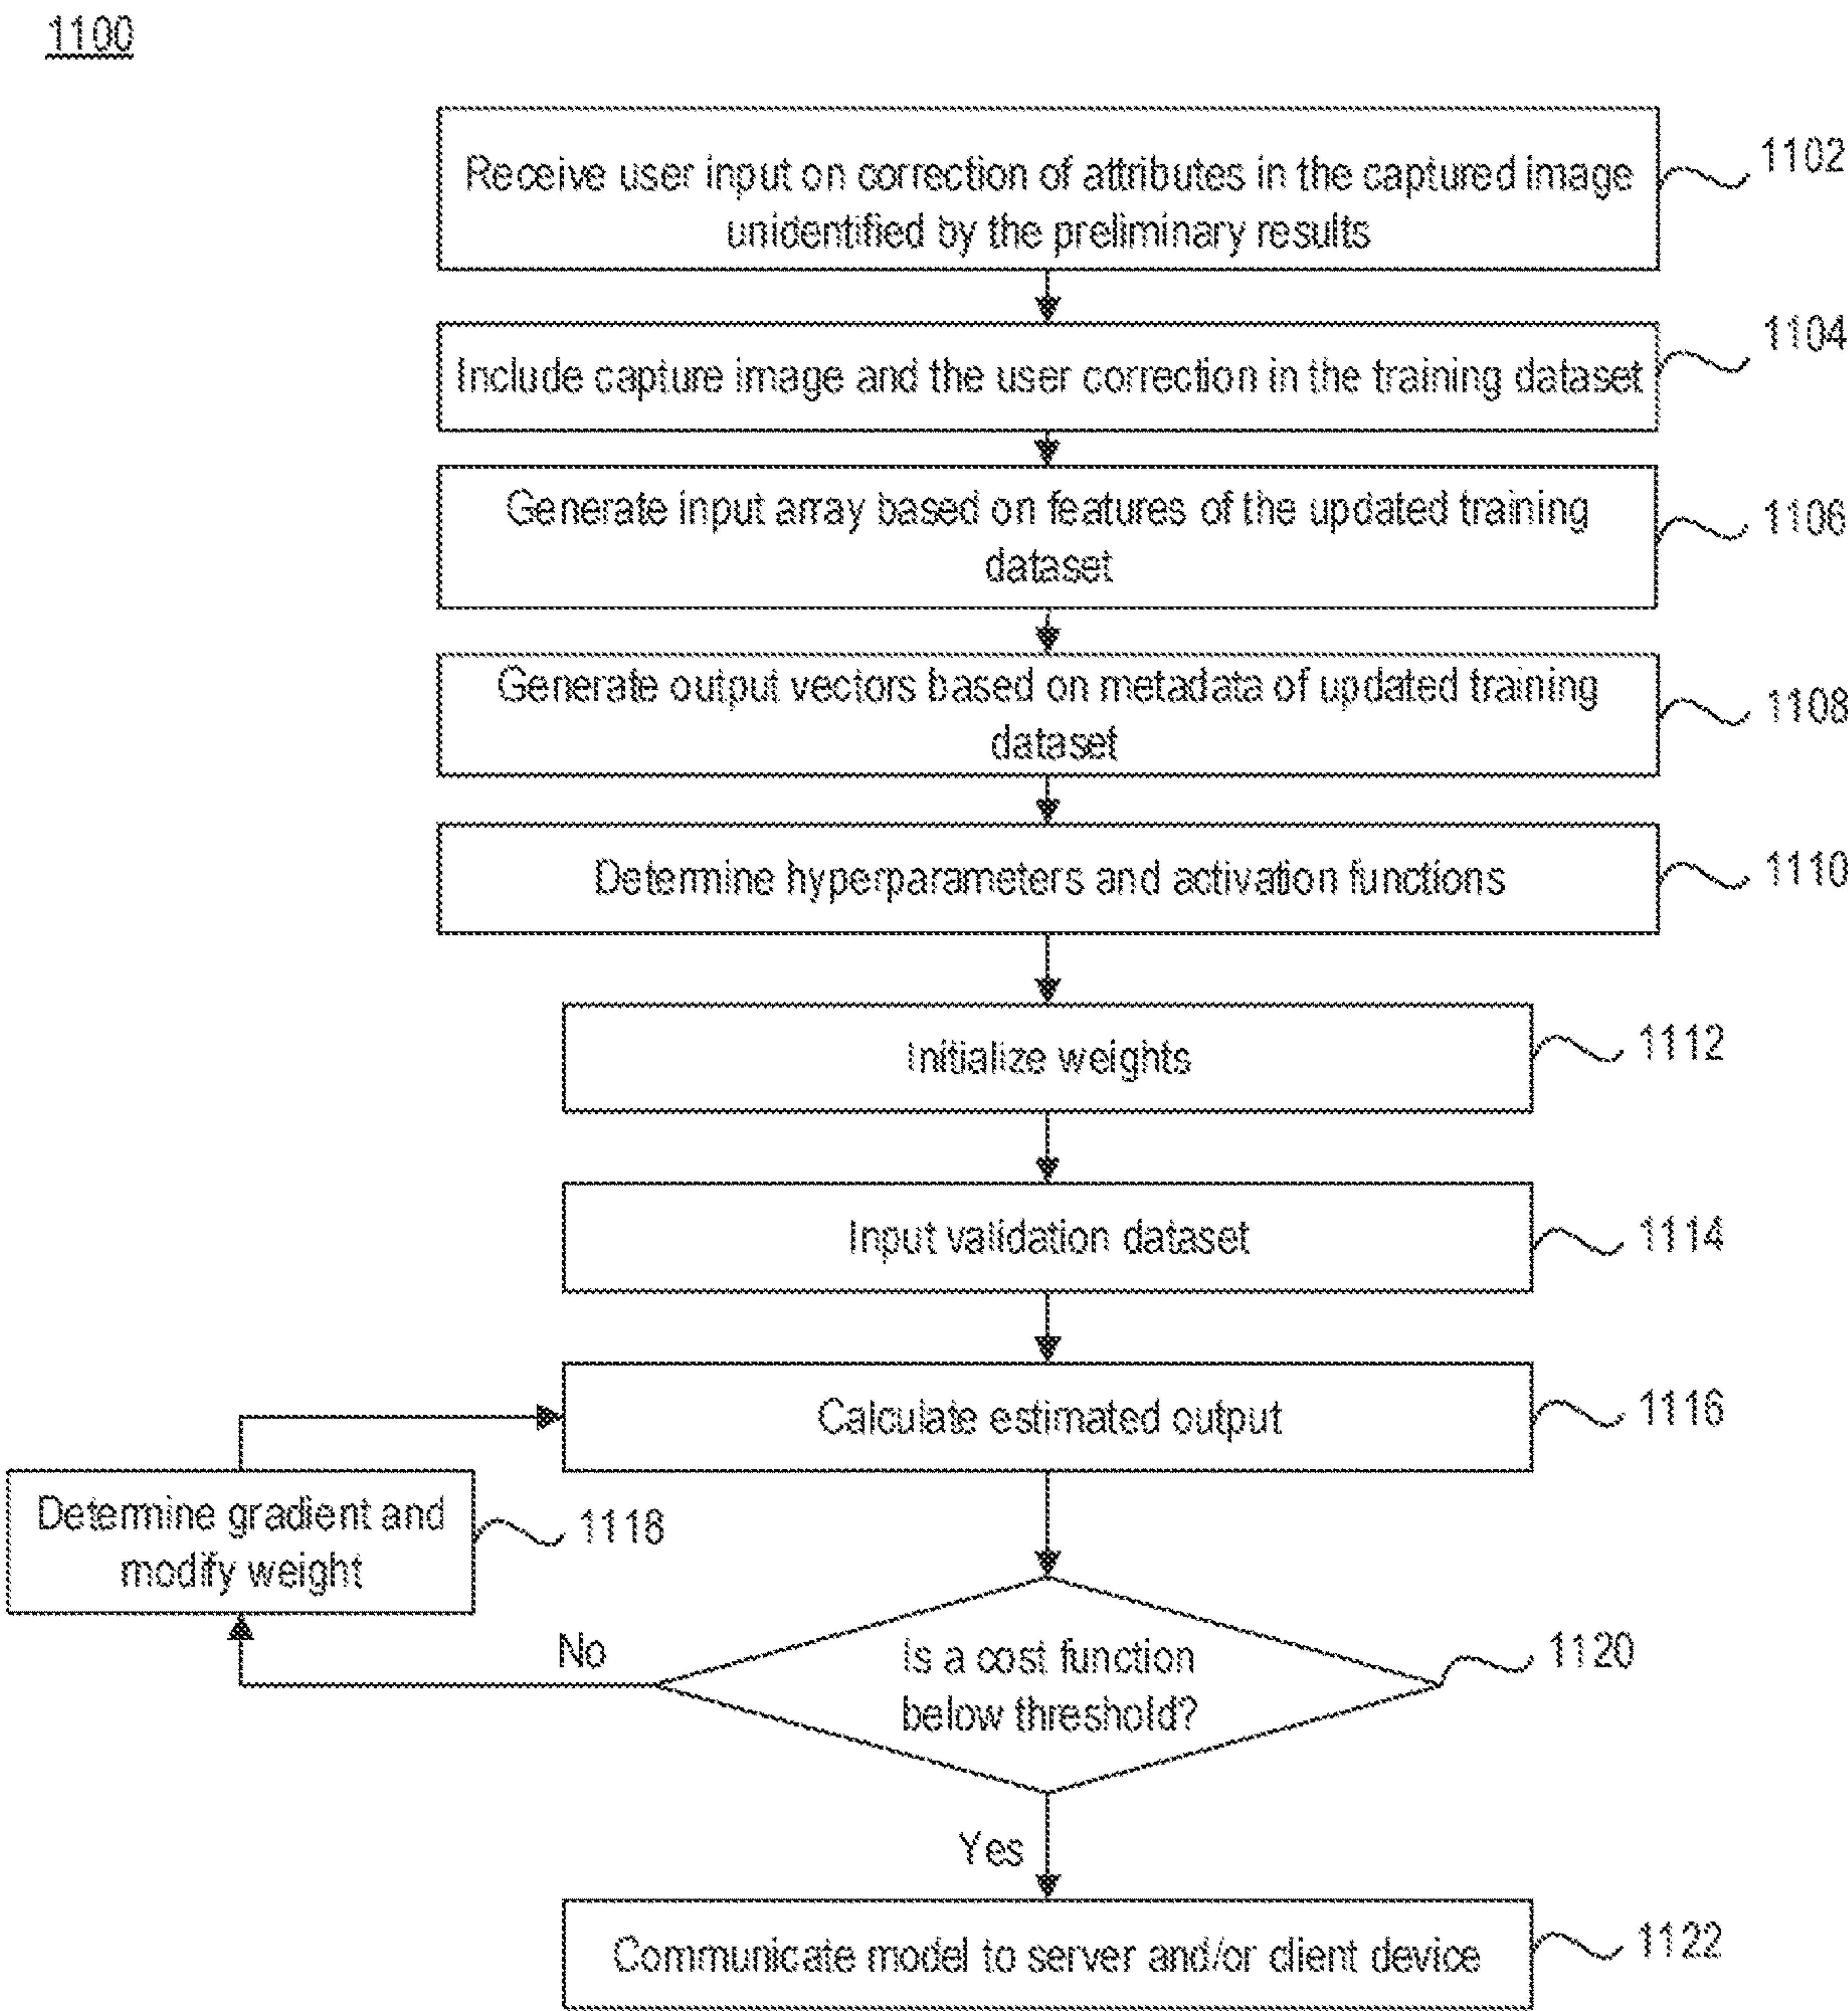 1100
Receive user input on correction of attributes in the captured image
unidentified by the preliminary results
1102
Include capture image and the user correction in the training dataset
1104
Generate input array based on features of the updated training
dataset
1106
Generate output vectors based on metadata of updated training
dataset
1108
Determine hyperparameters and activation functions
1110
Initialize weights
1112
Input validation dataset
1114
Calculate estimated output
1116
Determine gradient and
modify weight
1118
No
Is a cost function
below threshold?
1120
Yes
Communicate model to server and/or client device
1122